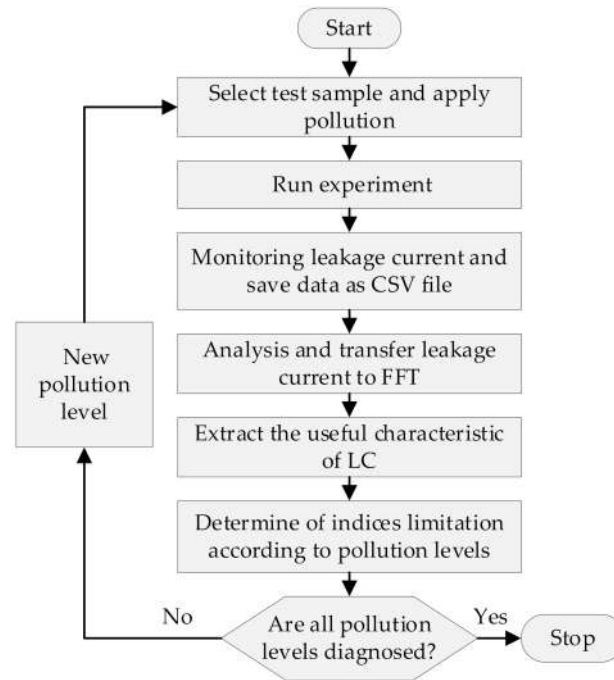 Start
Select test sample and apply
pollution
Run experiment
Monitoring leakage current and
save data as CSV file
Analysis and transfer leakage
current to FFT
Extract the useful characteristic
of LC
Determine of indices limitation
according to pollution levels
Are all pollution
levels diagnosed?
No
Yes
Stop
New
pollution
level